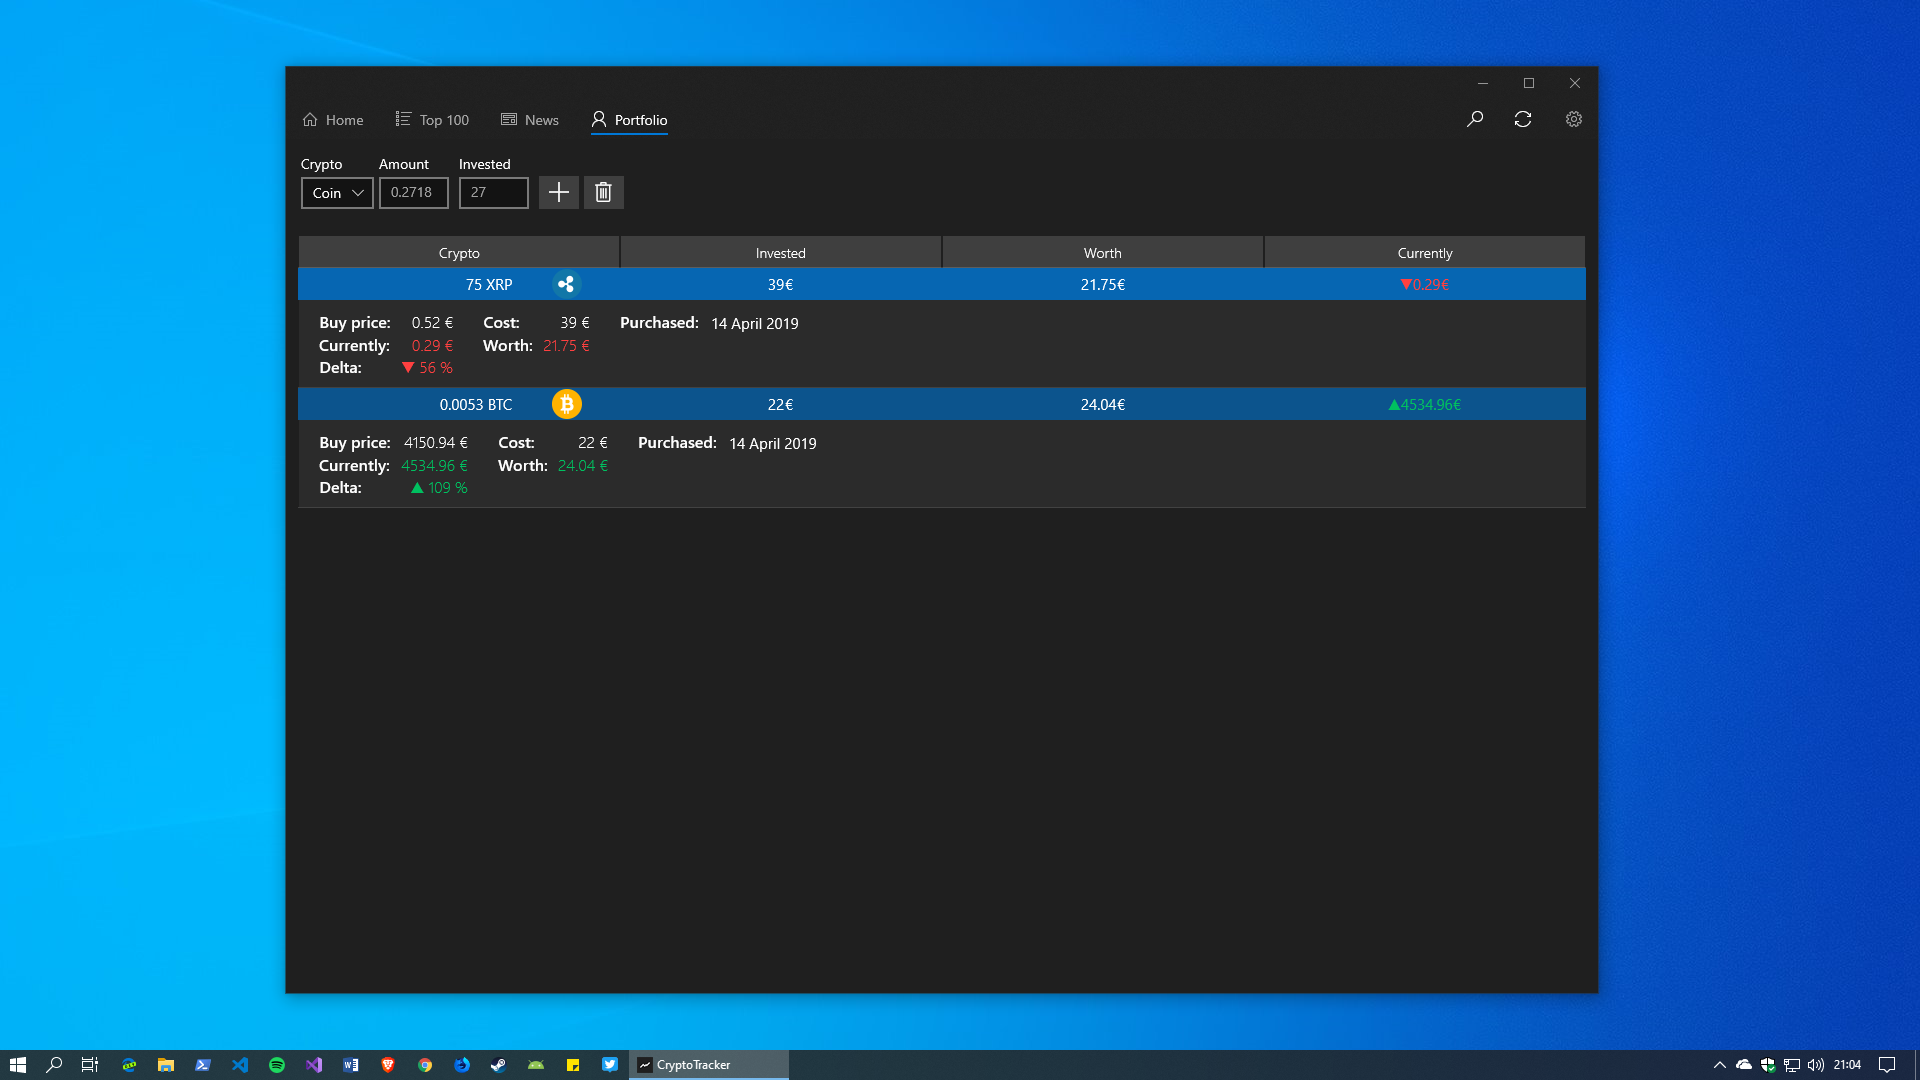 Home Top 100 News Portfolio
Crypto Amount Invested
Coin 0.2718 27
Crypto Invested Worth Currently
75 XRP 39€ 21.75€ ▼0.29€
Buy price: 0.52 € Cost: 39 € Purchased: 14 April 2019
Currently: 0.29 € Worth: 21.75 €
Delta: ▼ 56 %
0.0053 BTC 22€ 24.04€ ▲4534.96€
Buy price: 4150.94 € Cost: 22 € Purchased: 14 April 2019
Currently: 4534.96 € Worth: 24.04 €
Delta: ▲ 109 %
CryptoTracker 21:04